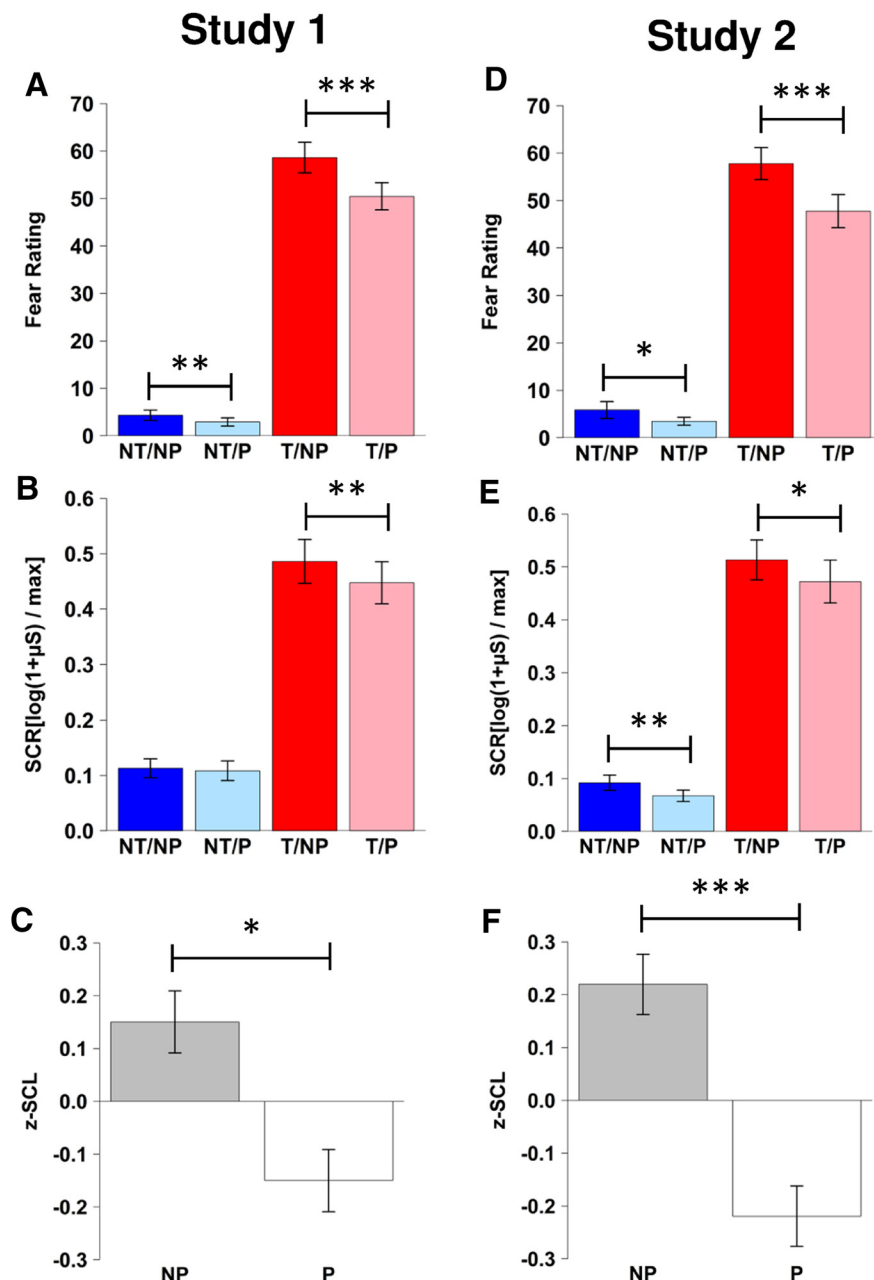 Study 1
Study 2
A
***
70
60
50
40
30
20
10
0
Fear Rating
**
NT/NP NT/P T/NP T/P
D
***
70
60
50
40
30
20
10
0
Fear Rating
*
NT/NP NT/P T/NP T/P
B
**
0.6
0.5
0.4
0.3
0.2
0.1
0.0
SCR[log(1+µS) / max]
NT/NP NT/P T/NP T/P
E
*
0.6
0.5
0.4
0.3
0.2
0.1
0.0
SCR[log(1+µS) / max]
**
NT/NP NT/P T/NP T/P
C
*
0.3
0.2
0.1
0.0
-0.1
-0.2
-0.3
z-SCL
NP P
F
***
0.3
0.2
0.1
0.0
-0.1
-0.2
-0.3
z-SCL
NP P